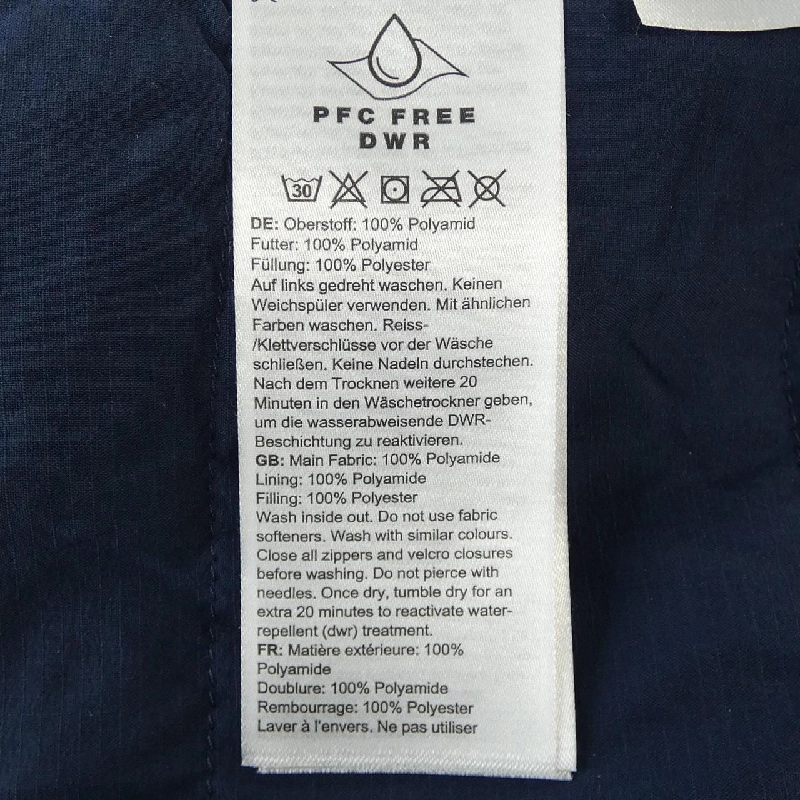 PFC FREE
DWR
30
DE: Oberstoff: 100% Polyamid
Futter: 100% Polyamid
Füllung: 100% Polyester
Auf links gedreht waschen. Keinen
Weichspüler verwenden. Mit ähnlichen
Farben waschen. Reiss-
/Klettverschlüsse vor der Wäsche
schließen. Keine Nadeln durchstechen.
Nach dem Trocknen weitere 20
Minuten in den Wäschetrockner geben,
um die wasserabweisende DWR-
Beschichtung zu reaktivieren.
GB: Main Fabric: 100% Polyamide
Lining: 100% Polyamide
Filling: 100% Polyester
Wash inside out. Do not use fabric
softeners. Wash with similar colours.
Close all zippers and velcro closures
before washing. Do not pierce with
needles. Once dry, tumble dry for an
extra 20 minutes to reactivate water-
repellent (dwr) treatment.
FR: Matière extérieure: 100%
Polyamide
Doublure: 100% Polyamide
Rembourrage: 100% Polyester
Laver à l'envers. Ne pas utiliser